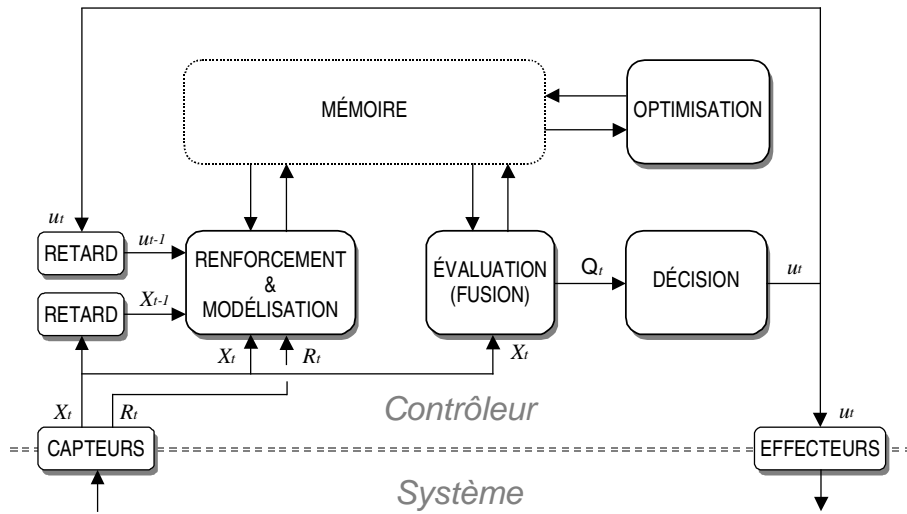 MÉMOIRE
OPTIMISATION
uₜ
RETARD
uₜ₋₁
RENFORCEMENT
&
MODÉLISATION
ÉVALUATION
(FUSION)
Qₜ
DÉCISION
uₜ
RETARD
Xₜ₋₁
Xₜ
Rₜ
Xₜ
Xₜ
Rₜ
Contrôleur
uₜ
CAPTEURS
EFFECTEURS
Système